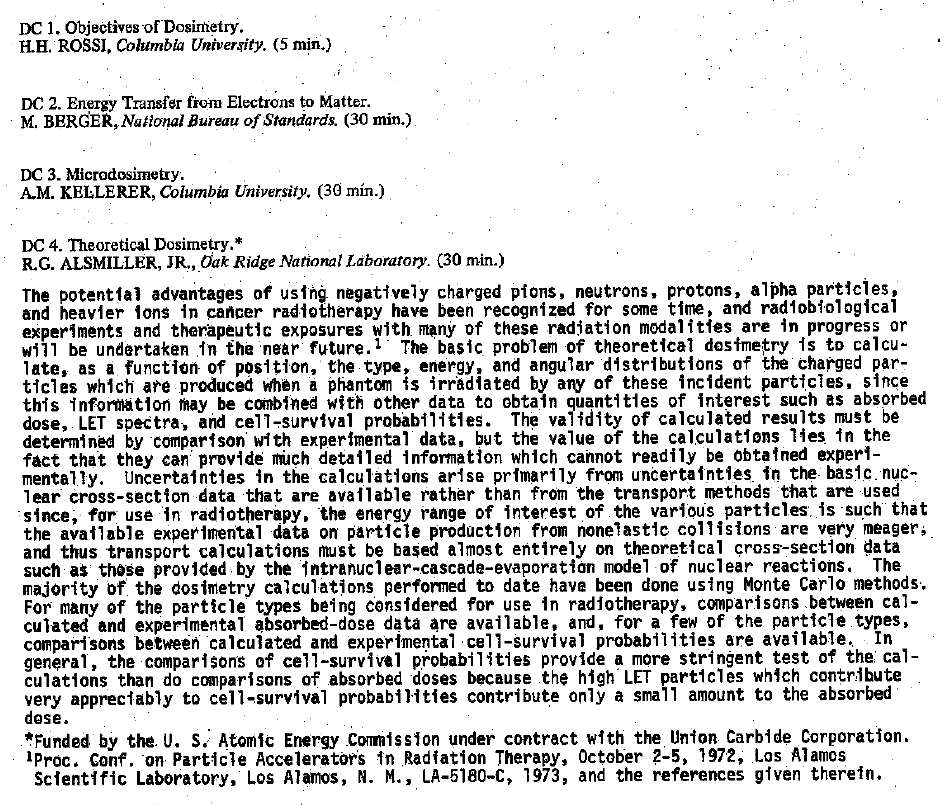 DC 1. Objectives of Dosimetry.
H.H. ROSSI, Columbia University. (5 min.)
DC 2. Energy Transfer from Electrons to Matter.
M. BERGER, National Bureau of Standards. (30 min.)
DC 3. Microdosimetry.
A.M. KELLERER, Columbia University. (30 min.)
DC 4. Theoretical Dosimetry.*
R.G. ALSMILLER, JR., Oak Ridge National Laboratory. (30 min.)
The potential advantages of using negatively charged pions, neutrons, protons, alpha particles,
and heavier ions in cancer radiotherapy have been recognized for some time, and radiobiological
experiments and therapeutic exposures with many of these radiation modalities are in progress or
will be undertaken in the near future.¹ The basic problem of theoretical dosimetry is to calcu-
late, as a function of position, the type, energy, and angular distributions of the charged par-
ticles which are produced when a phantom is irradiated by any of these incident particles, since
this information may be combined with other data to obtain quantities of interest such as absorbed
dose, LET spectra, and cell-survival probabilities. The validity of calculated results must be
determined by comparison with experimental data, but the value of the calculations lies in the
fact that they can provide much detailed information which cannot readily be obtained experi-
mentally. Uncertainties in the calculations arise primarily from uncertainties in the basic nuc-
lear cross-section data that are available rather than from the transport methods that are used
since, for use in radiotherapy, the energy range of interest of the various particles is such that
the available experimental data on particle production from nonelastic collisions are very meager,
and thus transport calculations must be based almost entirely on theoretical cross-section data
such as those provided by the intranuclear-cascade-evaporation model of nuclear reactions. The
majority of the dosimetry calculations performed to date have been done using Monte Carlo methods.
For many of the particle types being considered for use in radiotherapy, comparisons between cal-
culated and experimental absorbed-dose data are available, and, for a few of the particle types,
comparisons between calculated and experimental cell-survival probabilities are available. In
general, the comparisons of cell-survival probabilities provide a more stringent test of the cal-
culations than do comparisons of absorbed doses because the high LET particles which contribute
very appreciably to cell-survival probabilities contribute only a small amount to the absorbed
dose.
*Funded by the U. S. Atomic Energy Commission under contract with the Union Carbide Corporation.
¹Proc. Conf. on Particle Accelerators in Radiation Therapy, October 2-5, 1972, Los Alamos
Scientific Laboratory, Los Alamos, N. M., LA-5180-C, 1973, and the references given therein.